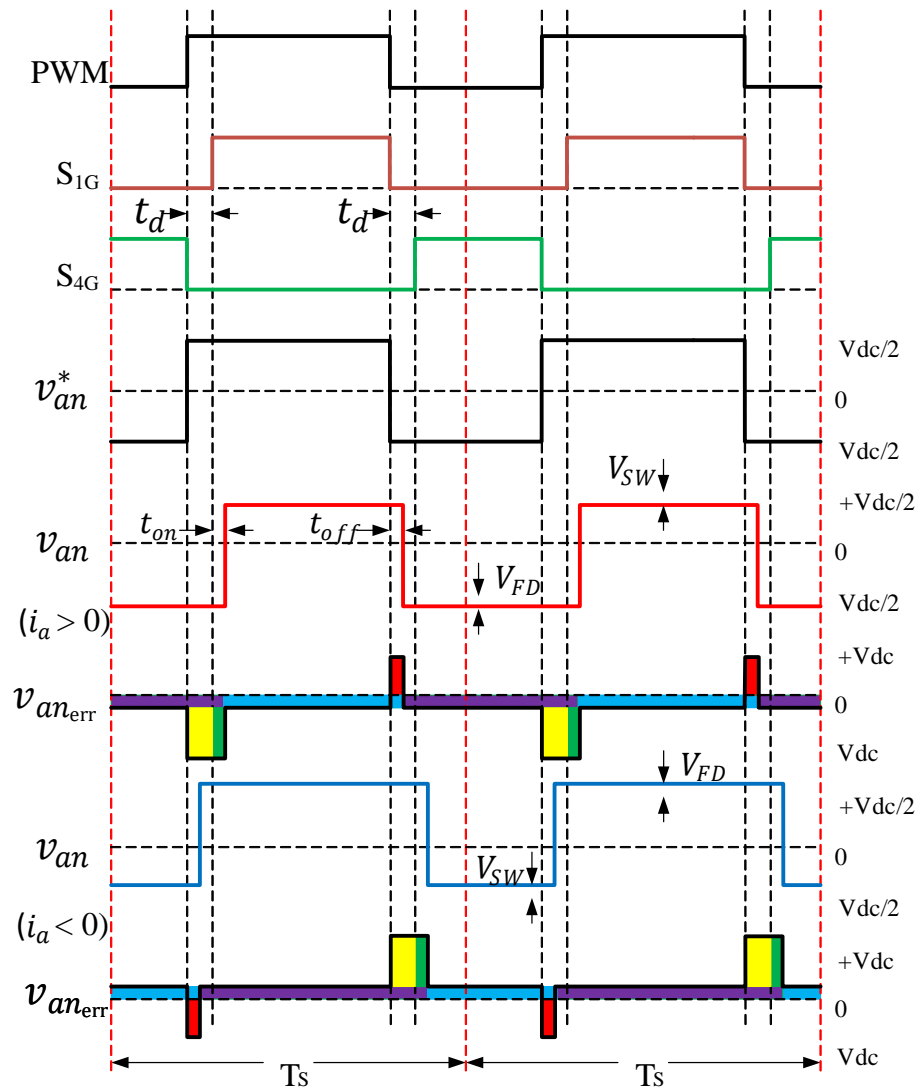 PWM
S1G
td td
S4G
Vdc/2
v*an 0
Vdc/2
VSW
+Vdc/2
ton toff
van 0
VFD
Vdc/2
(ia > 0)
+Vdc
vanerr 0
Vdc
VFD
+Vdc/2
van 0
VSW
Vdc/2
(ia < 0)
+Vdc
vanerr 0
Vdc
Ts Ts